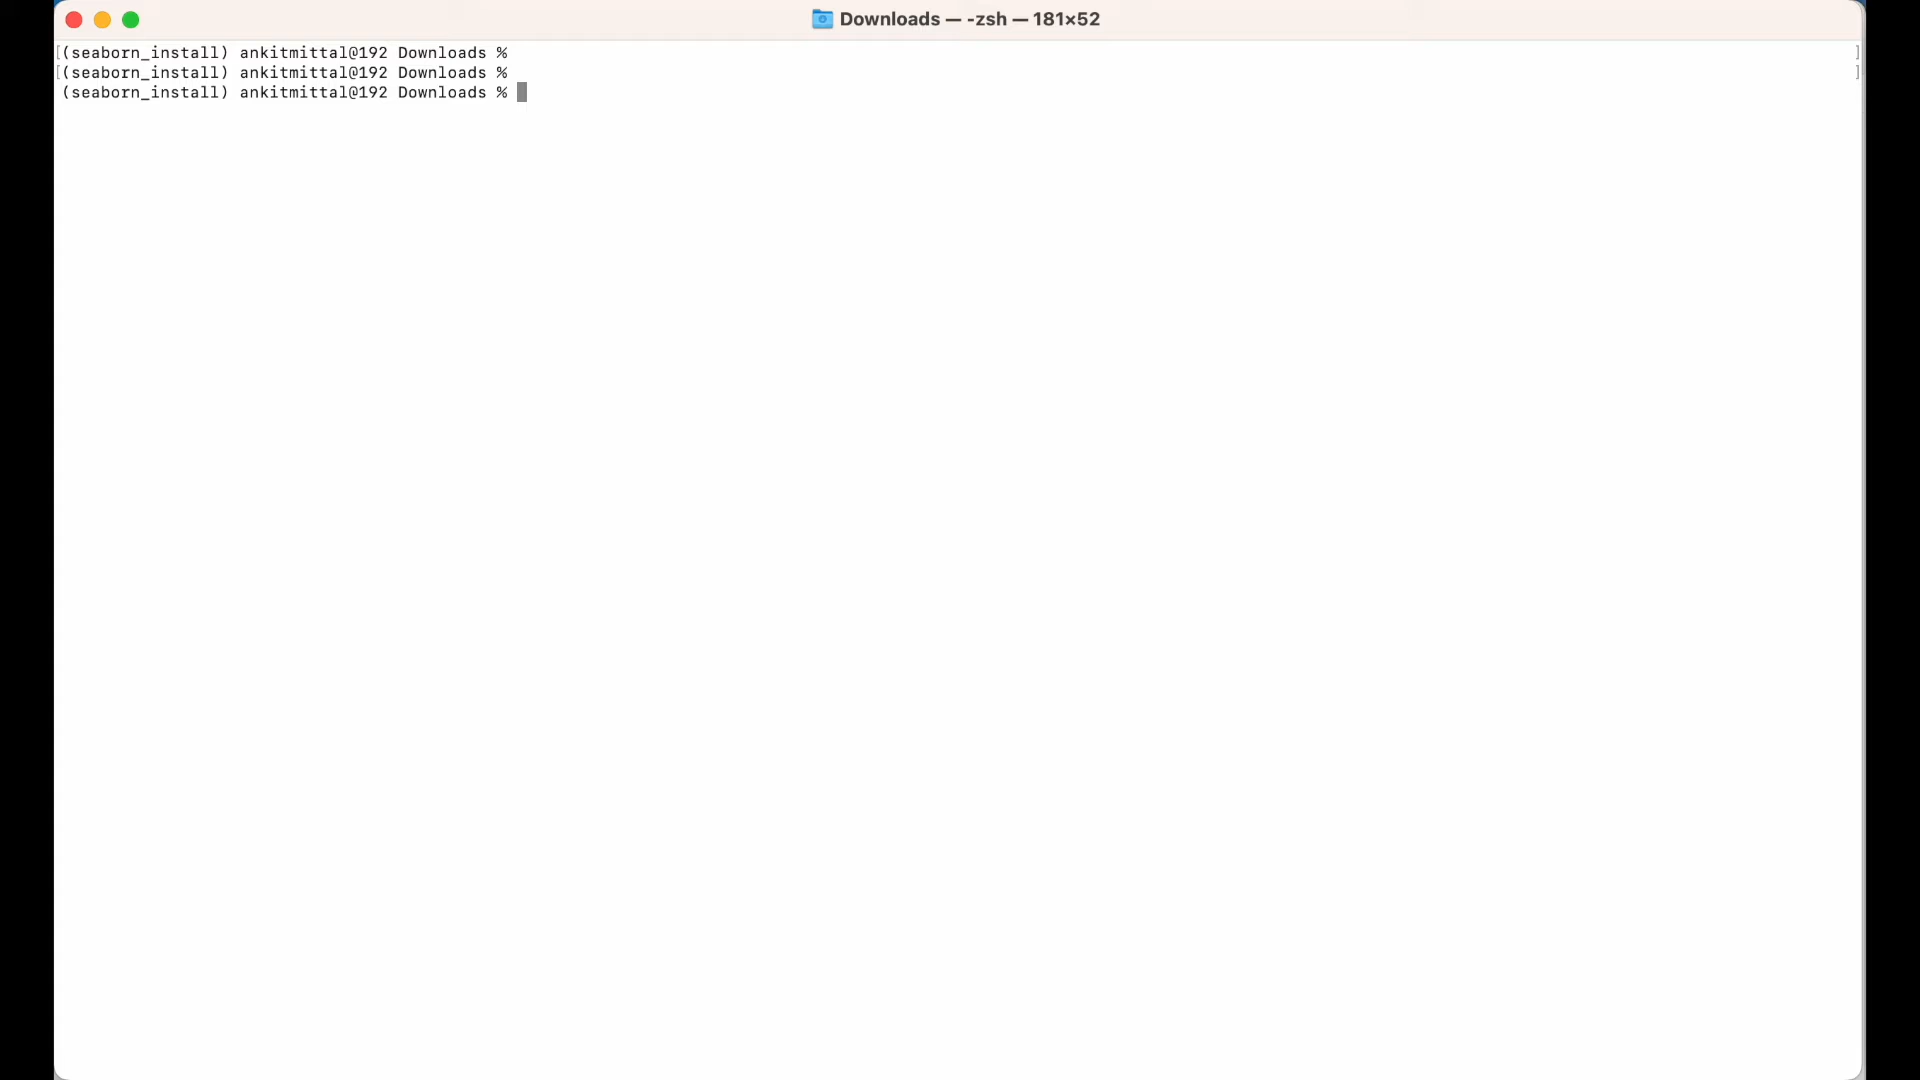 Downloads — -zsh — 181×52
[(seaborn_install) ankitmittal@192 Downloads % ]
[(seaborn_install) ankitmittal@192 Downloads % ]
(seaborn_install) ankitmittal@192 Downloads %